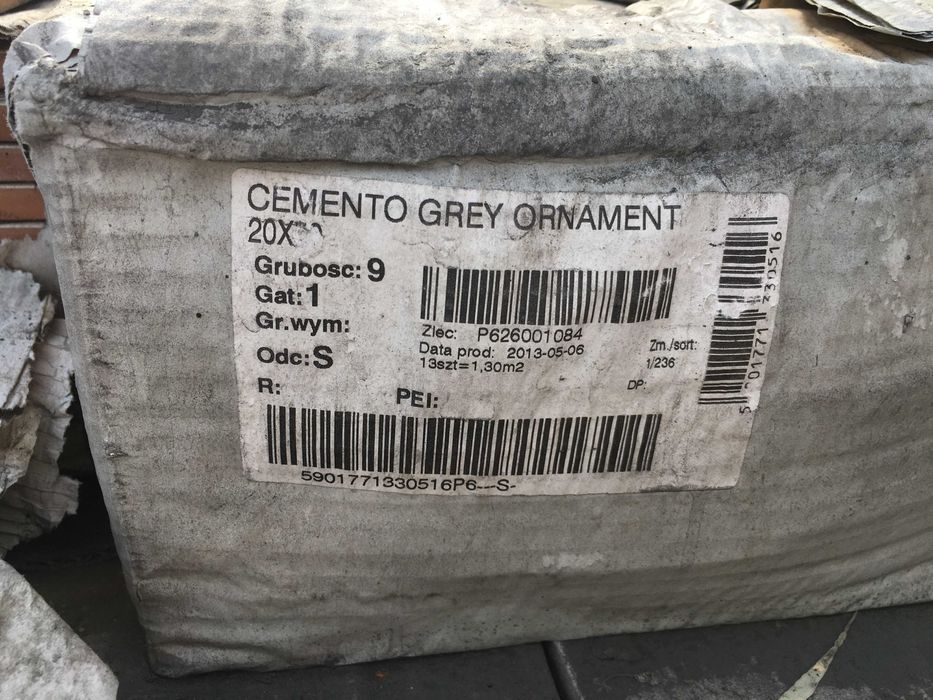 CEMENTO GREY ORNAMENT
Grubosc: 9
Gat: 1
Gr.wym:
Odc: S
R:
PEI:
Zlec: P626001084
Data prod: 2013-05-06
13szt=1,30m2
Zm./sort:
1/236
DP:
5901771330516P6---S-